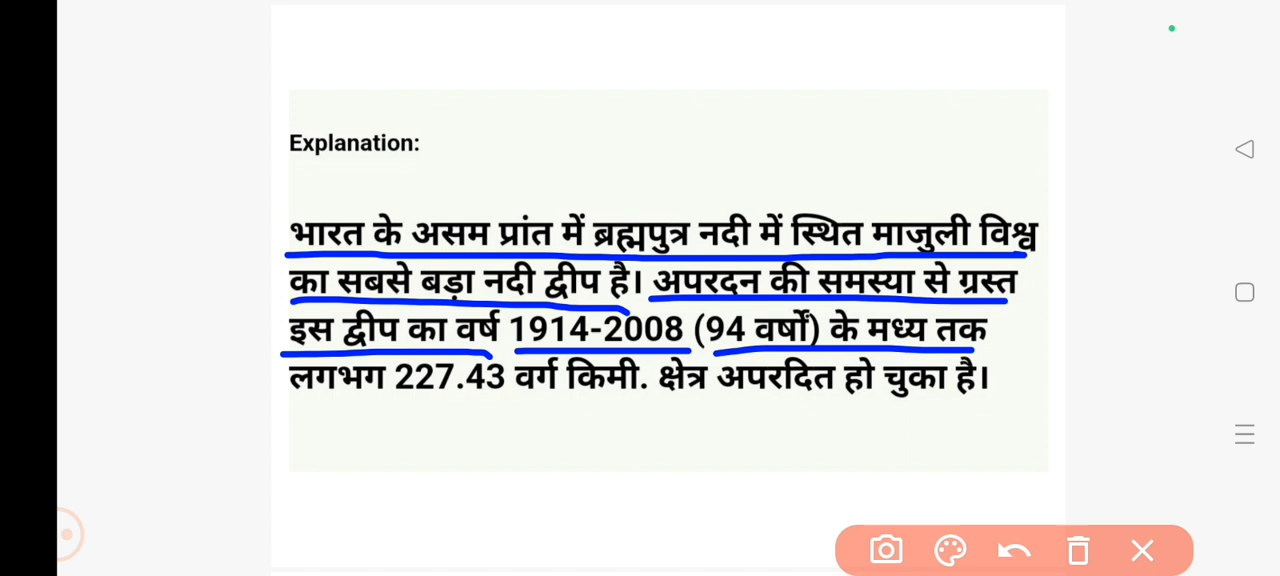 Explanation:
भारत के असम प्रांत में ब्रह्मपुत्र नदी में स्थित माजुली विश्व
का सबसे बड़ा नदी द्वीप है। अपरदन की समस्या से ग्रस्त
इस द्वीप का वर्ष 1914-2008 (94 वर्षों) के मध्य तक
लगभग 227.43 वर्ग किमी. क्षेत्र अपरदित हो चुका है।